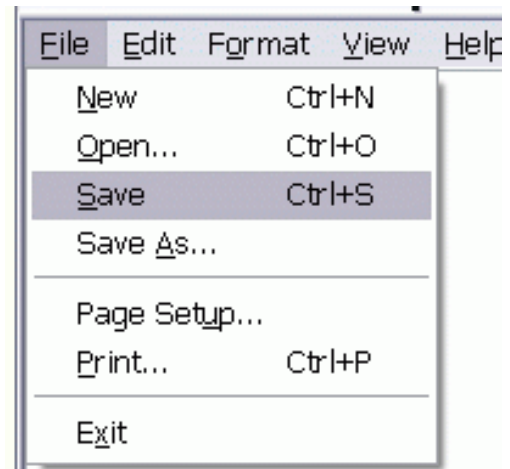 File Edit Format View Help
New Ctrl+N
Open... Ctrl+O
Save Ctrl+S
Save As...
Page Setup...
Print... Ctrl+P
Exit